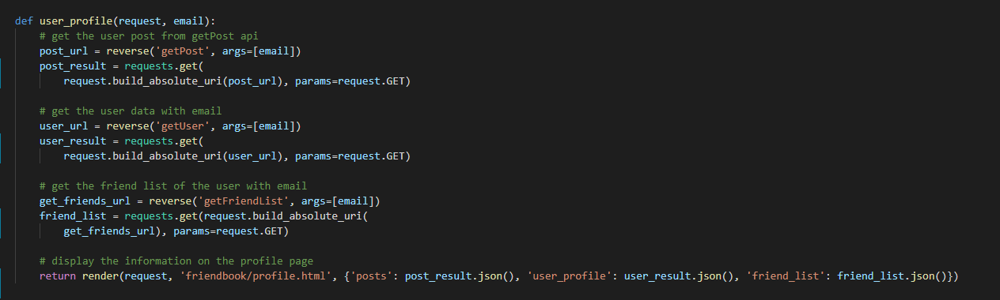 def user_profile(request, email):
    # get the user post from getPost api
    post_url = reverse('getPost', args=[email])
    post_result = requests.get(
        request.build_absolute_uri(post_url), params=request.GET)

    # get the user data with email
    user_url = reverse('getUser', args=[email])
    user_result = requests.get(
        request.build_absolute_uri(user_url), params=request.GET)

    # get the friend list of the user with email
    get_friends_url = reverse('getFriendList', args=[email])
    friend_list = requests.get(request.build_absolute_uri(
        get_friends_url), params=request.GET)

    # display the information on the profile page
    return render(request, 'friendbook/profile.html', {'posts': post_result.json(), 'user_profile': user_result.json(), 'friend_list': friend_list.json()})